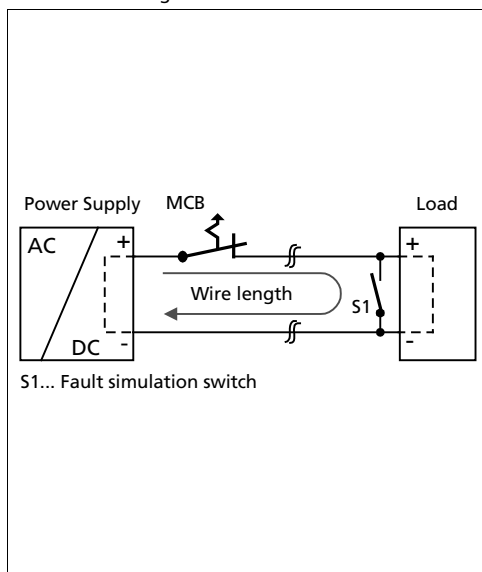 Power Supply MCB Load
AC + +
Wire length S1
DC - -
S1... Fault simulation switch